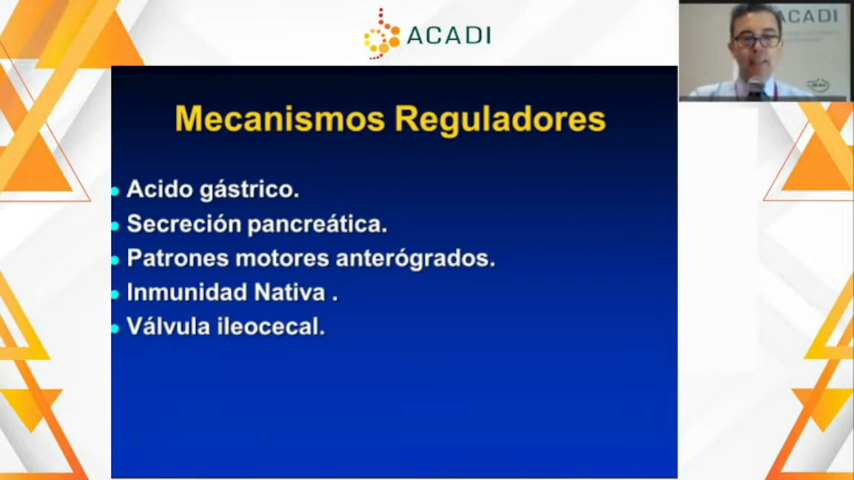 ACADI
ACADI
Mecanismos Reguladores
Acido gástrico.
Secreción pancreática.
Patrones motores anterógrados.
Inmunidad Nativa .
Válvula ileocecal.